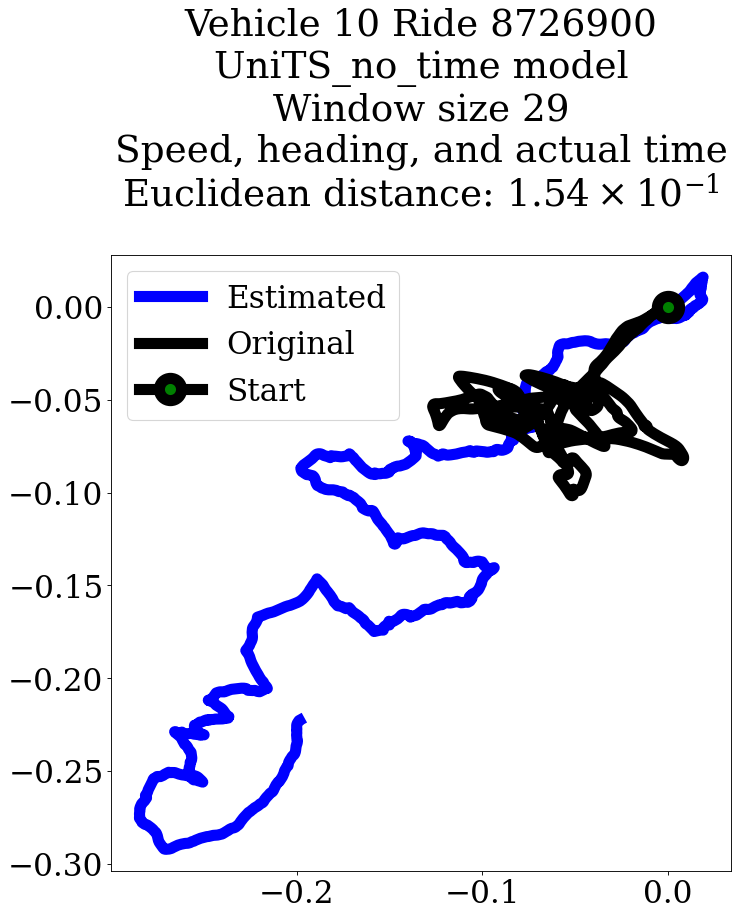 Vehicle 10 Ride 8726900
UniTS_no_time model
Window size 29
Speed, heading, and actual time
Euclidean distance: 1.54 × 10⁻¹
Estimated
Original
Start
0.00
−0.05
−0.10
−0.15
−0.20
−0.25
−0.30
−0.2
−0.1
0.0